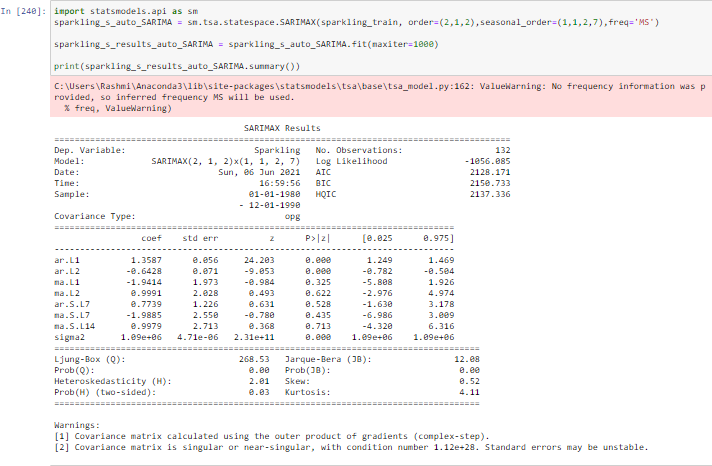 In [240]: import statsmodels.api as sm
sparkling_s_auto_SARIMA = sm.tsa.statespace.SARIMAX(sparkling_train, order=(2,1,2),seasonal_order=(1,1,2,7),freq='MS')
sparkling_s_results_auto_SARIMA = sparkling_s_auto_SARIMA.fit(maxiter=1000)
print(sparkling_s_results_auto_SARIMA.summary())
C:\Users\Rashmi\Anaconda3\lib\site-packages\statsmodels\tsa\base\tsa_model.py:162: ValueWarning: No frequency information was p
rovided, so inferred frequency MS will be used.
% freq, ValueWarning)
SARIMAX Results
==============================================================================================
Dep. Variable: Sparkling No. Observations: 132
Model: SARIMAX(2, 1, 2)x(1, 1, 2, 7) Log Likelihood -1056.085
Date: Sun, 06 Jun 2021 AIC 2128.171
Time: 16:59:56 BIC 2150.733
Sample: 01-01-1980 HQIC 2137.336
- 12-01-1990
Covariance Type: opg
==============================================================================
coef std err z P>|z| [0.025 0.975]
------------------------------------------------------------------------------
ar.L1 1.3587 0.056 24.203 0.000 1.249 1.469
ar.L2 -0.6428 0.071 -9.053 0.000 -0.782 -0.504
ma.L1 -1.9414 1.973 -0.984 0.325 -5.808 1.926
ma.L2 0.9991 2.028 0.493 0.622 -2.976 4.974
ar.S.L7 0.7739 1.226 0.631 0.528 -1.630 3.178
ma.S.L7 -1.9885 2.550 -0.780 0.435 -6.986 3.009
ma.S.L14 0.9979 2.713 0.368 0.713 -4.320 6.316
sigma2 1.09e+06 4.71e-06 2.31e+11 0.000 1.09e+06 1.09e+06
===================================================================================
Ljung-Box (Q): 268.53 Jarque-Bera (JB): 12.08
Prob(Q): 0.00 Prob(JB): 0.00
Heteroskedasticity (H): 2.01 Skew: 0.52
Prob(H) (two-sided): 0.03 Kurtosis: 4.11
===================================================================================
Warnings:
[1] Covariance matrix calculated using the outer product of gradients (complex-step).
[2] Covariance matrix is singular or near-singular, with condition number 1.12e+28. Standard errors may be unstable.